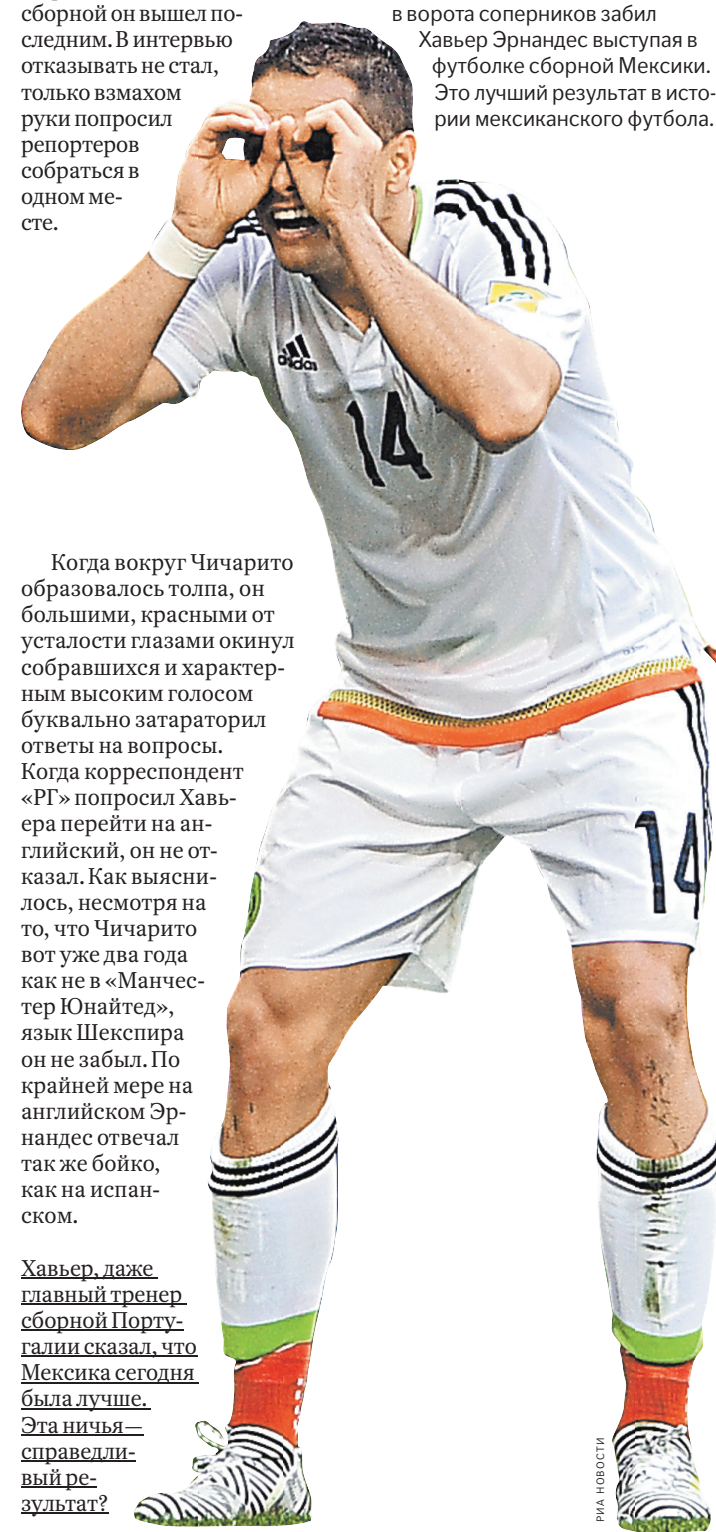 сборной он вышел по-
следним. В интервью
отказывать не стал,
только взмахом
руки попросил
репортеров
собраться в
одном ме-
сте.
в ворота соперников забил
Хавьер Эрнандес выступая в
футболке сборной Мексики.
Это лучший результат в исто-
рии мексиканского футбола.
adidas
14
Когда вокруг Чичарито
образовалось толпа, он
большими, красными от
усталости глазами окинул
собравшихся и характер-
ным высоким голосом
буквально затараторил
ответы на вопросы.
Когда корреспондент
«РГ» попросил Хавь-
ера перейти на ан-
глийский, он не от-
казал. Как выясни-
лось, несмотря на
то, что Чичарито
вот уже два года
как не в «Манчес-
тер Юнайтед»,
язык Шекспира
он не забыл. По
крайней мере на
английском Эр-
нандес отвечал
так же бойко,
как на испан-
ском.
14
Хавьер, даже
главный тренер
сборной Порту-
галии сказал, что
Мексика сегодня
была лучше.
Эта ничья—
справедли-
вый ре-
зультат?
РИА НОВОСТИ